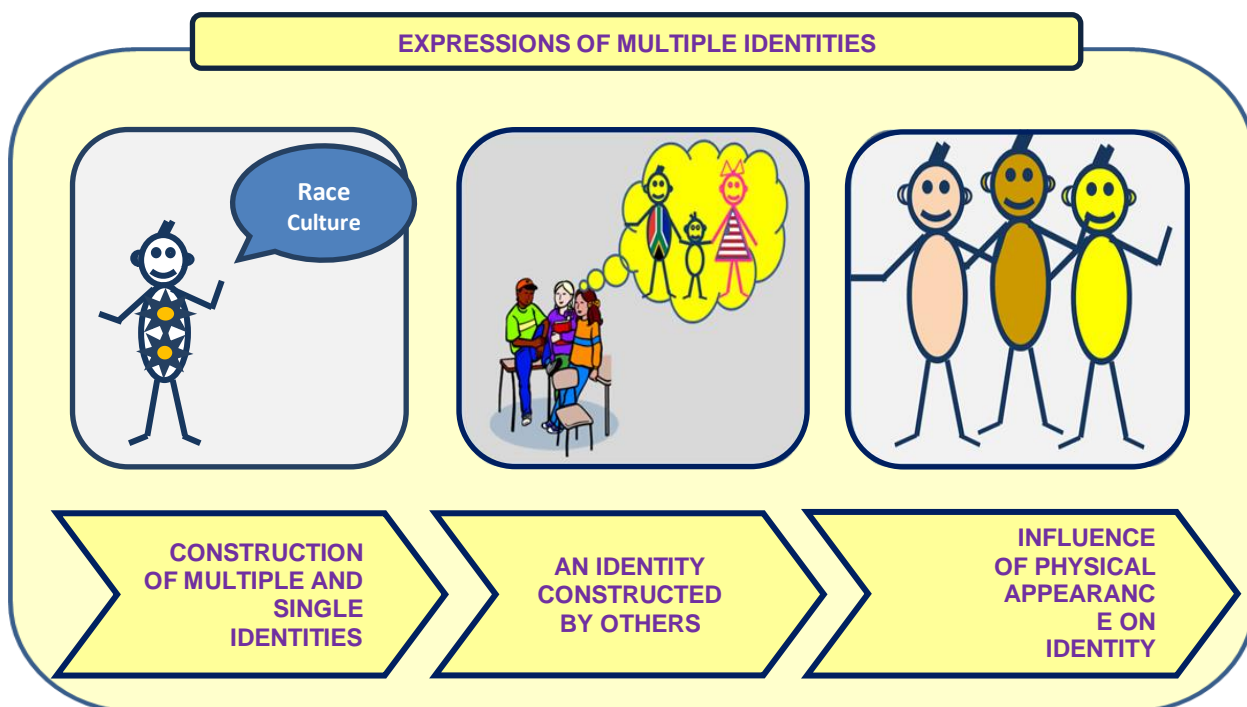 EXPRESSIONS OF MULTIPLE IDENTITIES
Race
Culture
CONSTRUCTION
OF MULTIPLE AND
SINGLE
IDENTITIES
AN IDENTITY
CONSTRUCTED
BY OTHERS
INFLUENCE
OF PHYSICAL
APPEARANC
E ON
IDENTITY